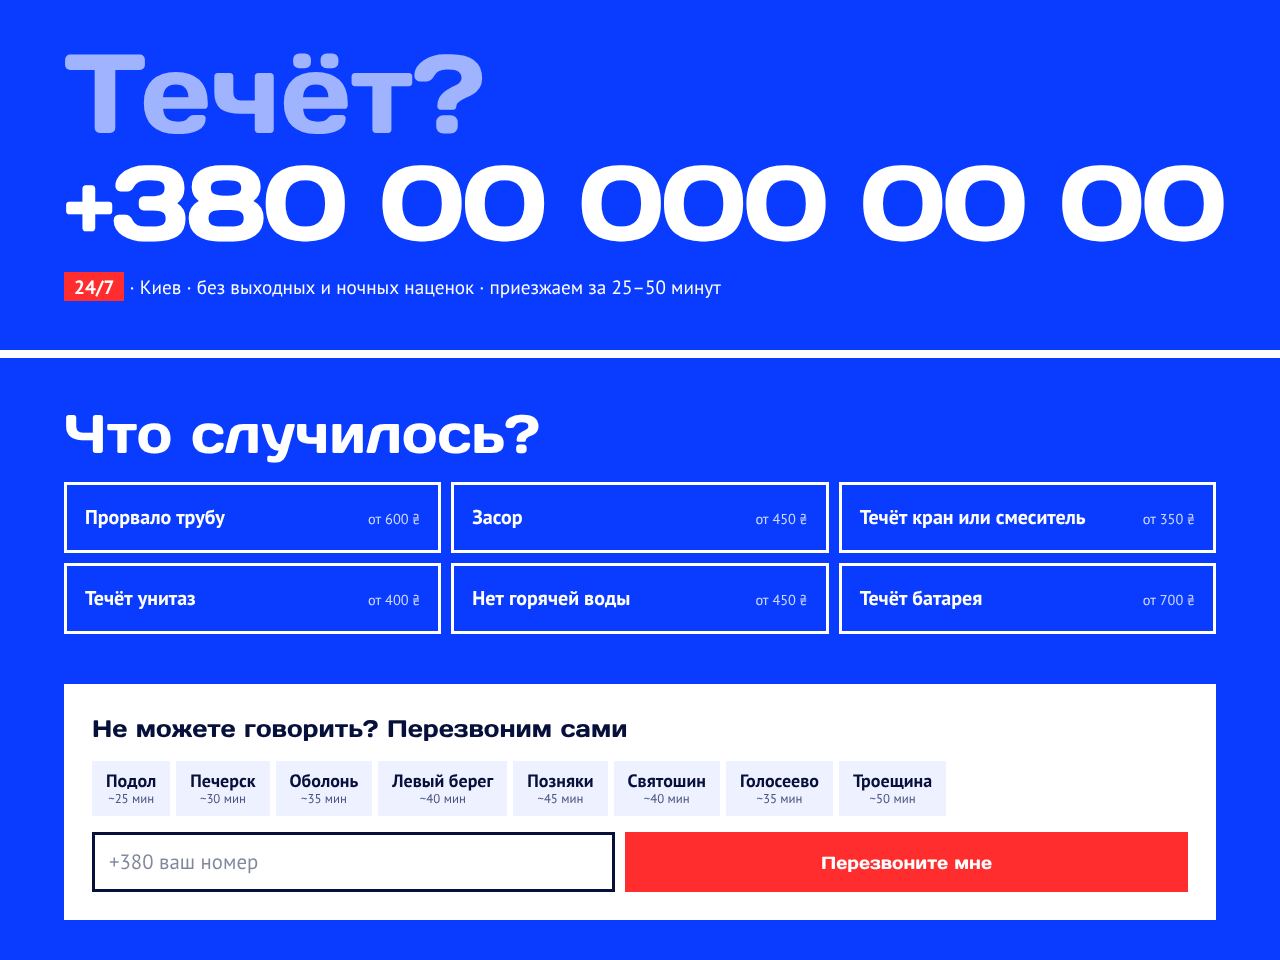 Течёт?
+380 00 000 00 00
24/7 · Киев · без выходных и ночных наценок · приезжаем за 25–50 минут
Что случилось?
Прорвало трубу от 600 ₴
Засор от 450 ₴
Течёт кран или смеситель от 350 ₴
Течёт унитаз от 400 ₴
Нет горячей воды от 450 ₴
Течёт батарея от 700 ₴
Не можете говорить? Перезвоним сами
Подол
~25 мин
Печерск
~30 мин
Оболонь
~35 мин
Левый берег
~40 мин
Позняки
~45 мин
Святошин
~40 мин
Голосеево
~35 мин
Троещина
~50 мин
+380 ваш номер
Перезвоните мне